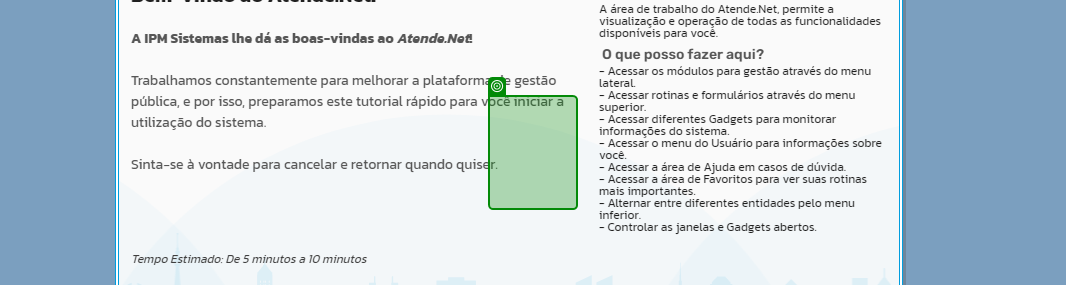 Bem-vindo ao Atende.Net!
A IPM Sistemas lhe dá as boas-vindas ao Atende.Net!
Trabalhamos constantemente para melhorar a plataforma de gestão
pública, e por isso, preparamos este tutorial rápido para você iniciar a
utilização do sistema.
Sinta-se à vontade para cancelar e retornar quando quiser.
Tempo Estimado: De 5 minutos a 10 minutos
A área de trabalho do Atende.Net, permite a
visualização e operação de todas as funcionalidades
disponíveis para você.
O que posso fazer aqui?
- Acessar os módulos para gestão através do menu
lateral.
- Acessar rotinas e formulários através do menu
superior.
- Acessar diferentes Gadgets para monitorar
informações do sistema.
- Acessar o menu do Usuário para informações sobre
você.
- Acessar a área de Ajuda em casos de dúvida.
- Acessar a área de Favoritos para ver suas rotinas
mais importantes.
- Alternar entre diferentes entidades pelo menu
inferior.
- Controlar as janelas e Gadgets abertos.